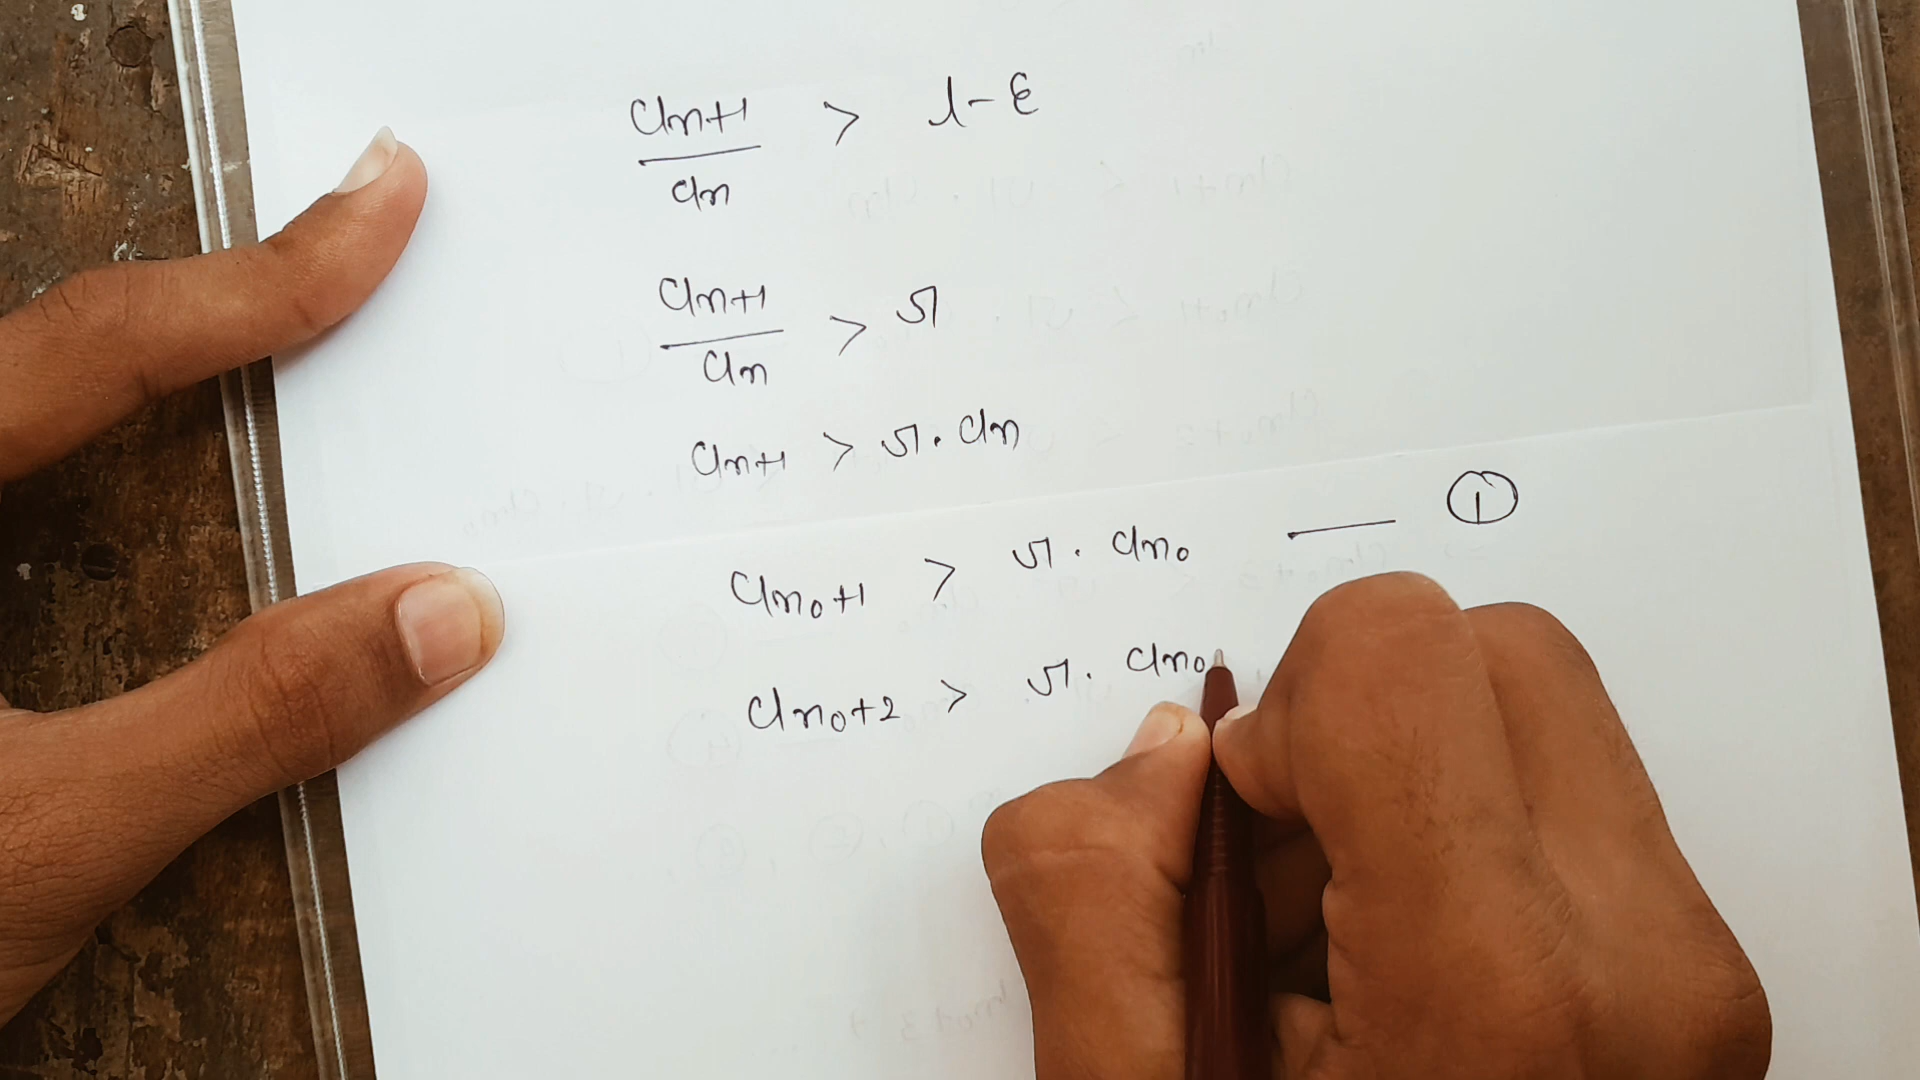 an+1 / an > l - ε
an+1 / an > r
an+1 > r . an
an0+1 > r . an0 —— ①
an0+2 > r . an0